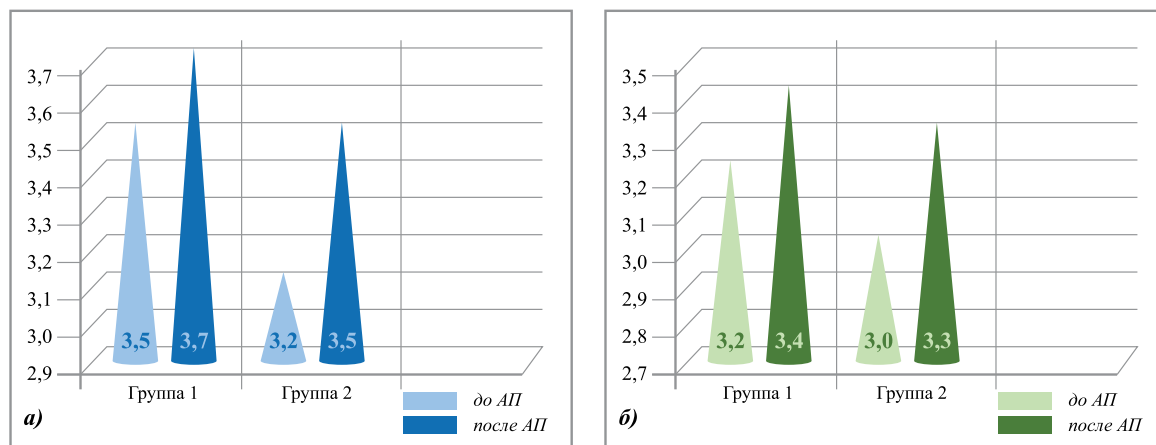 3,7
3,6
3,5
3,4
3,3
3,2
3,1
3,0
2,9
3,5 3,7 3,2 3,5
Группа 1 Группа 2
до АП
после АП
а)
3,5
3,4
3,3
3,2
3,1
3,0
2,9
2,8
2,7
3,2 3,4 3,0 3,3
Группа 1 Группа 2
до АП
после АП
б)